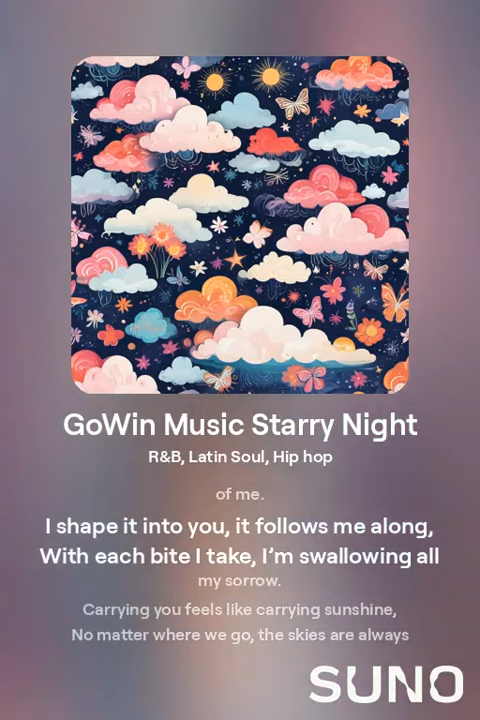 GoWin Music Starry Night
R&B, Latin Soul, Hip hop
of me.
I shape it into you, it follows me along,
With each bite I take, I’m swallowing all
my sorrow.
Carrying you feels like carrying sunshine,
No matter where we go, the skies are always
SUNO